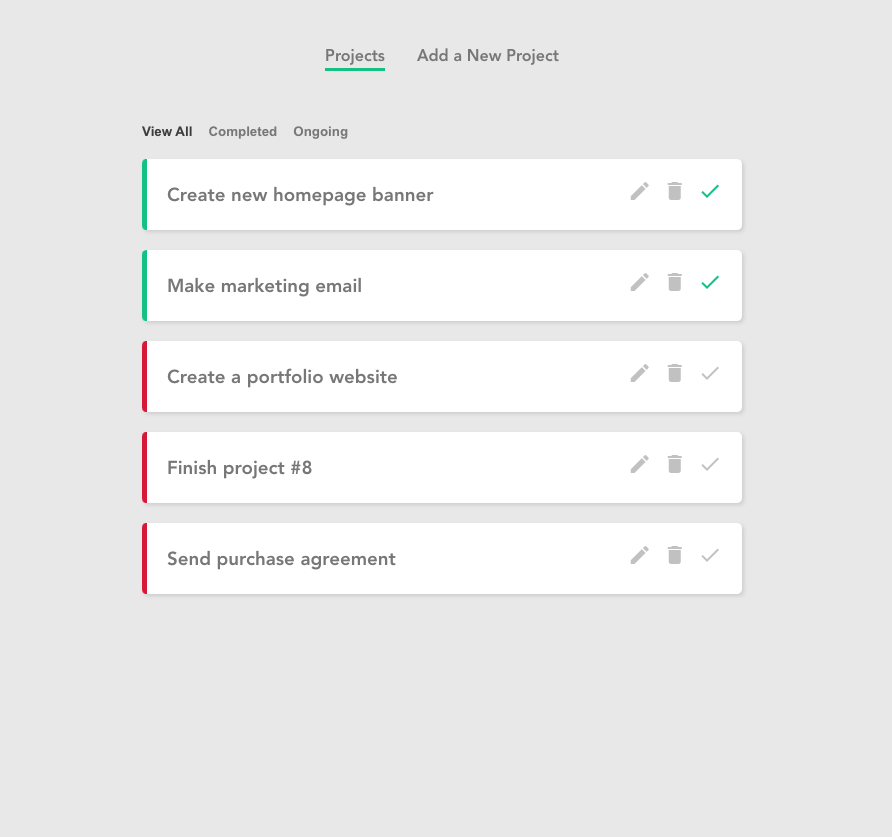 Projects Add a New Project
View All Completed Ongoing
Create new homepage banner
Make marketing email
Create a portfolio website
Finish project #8
Send purchase agreement